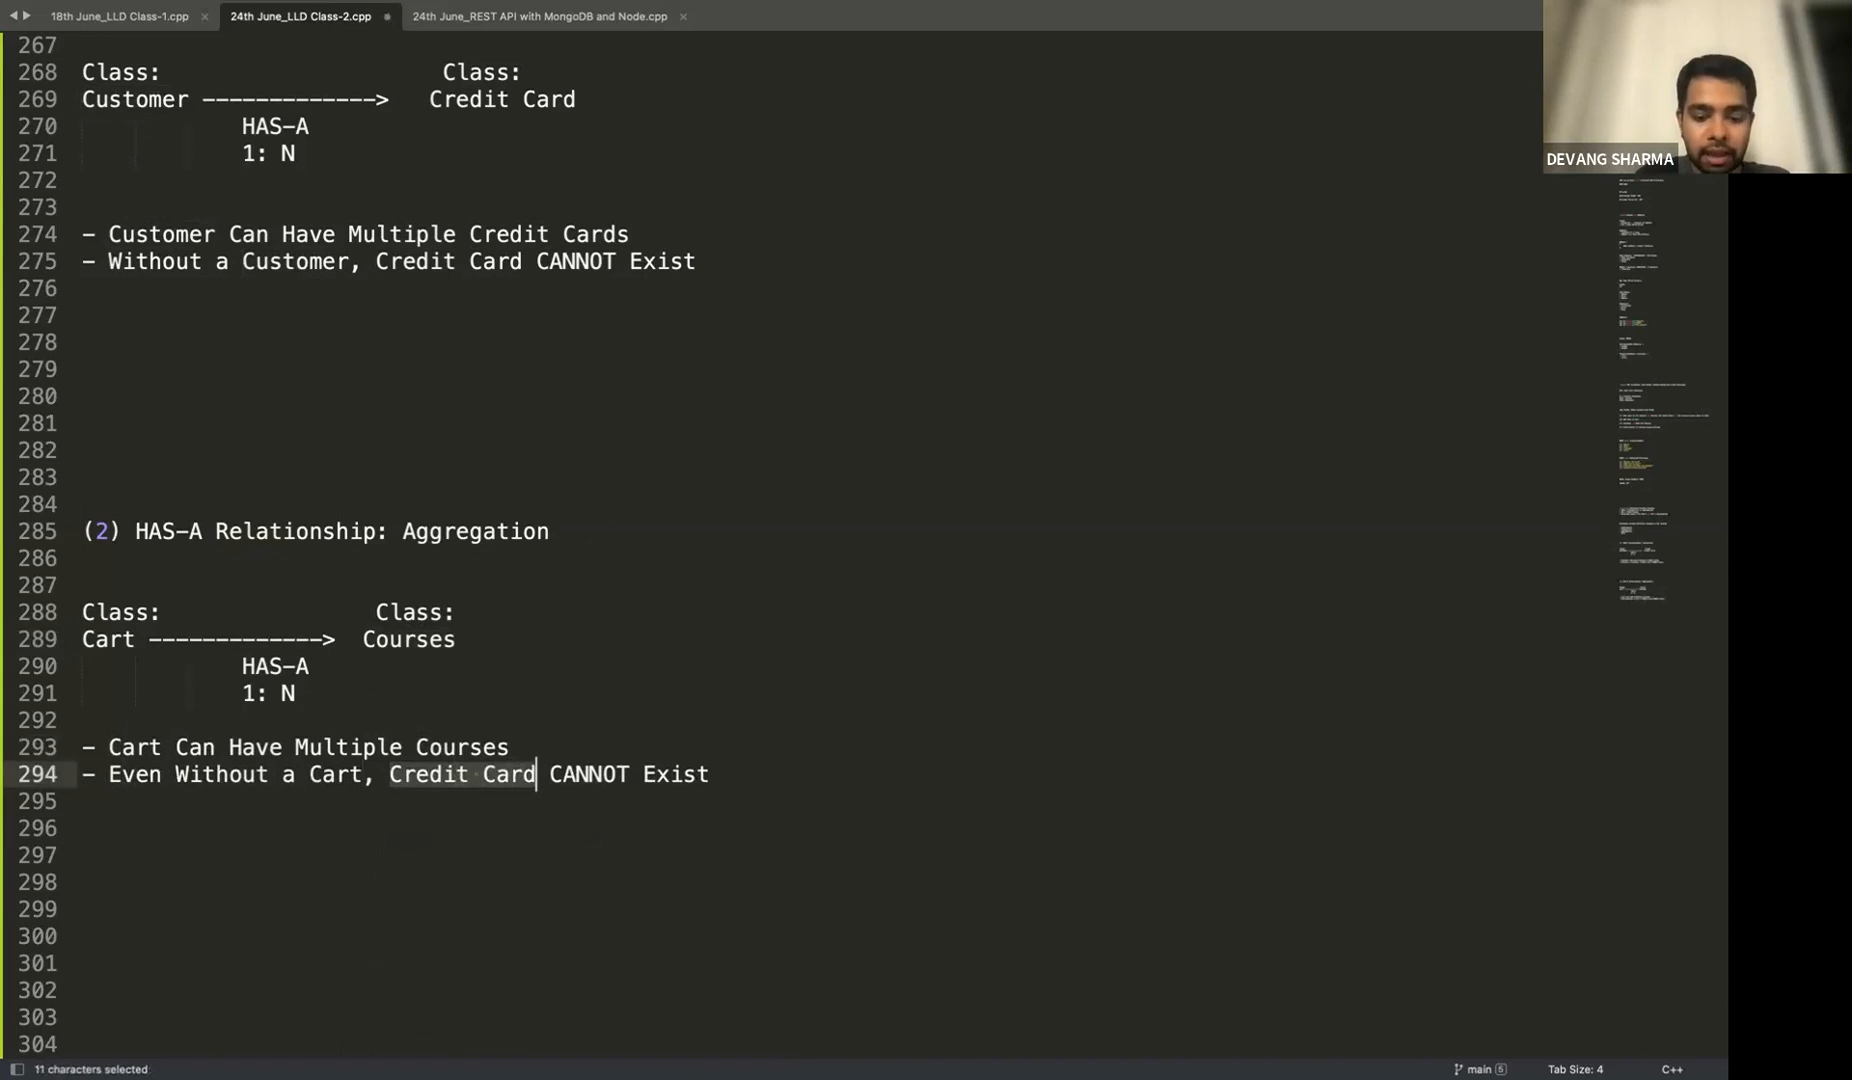 18th June_LLD Class-1.cpp × 24th June_LLD Class-2.cpp 24th June_REST API with MongoDB and Node.cpp ×
DEVANG SHARMA
267
268 Class: Class:
269 Customer -------------> Credit Card
270 HAS-A
271 1: N
272
273
274 - Customer Can Have Multiple Credit Cards
275 - Without a Customer, Credit Card CANNOT Exist
276
277
278
279
280
281
282
283
284
285 (2) HAS-A Relationship: Aggregation
286
287
288 Class: Class:
289 Cart -------------> Courses
290 HAS-A
291 1: N
292
293 - Cart Can Have Multiple Courses
294 - Even Without a Cart, Credit Card CANNOT Exist
295
296
297
298
299
300
301
302
303
304
11 characters selected main 5 Tab Size: 4 C++